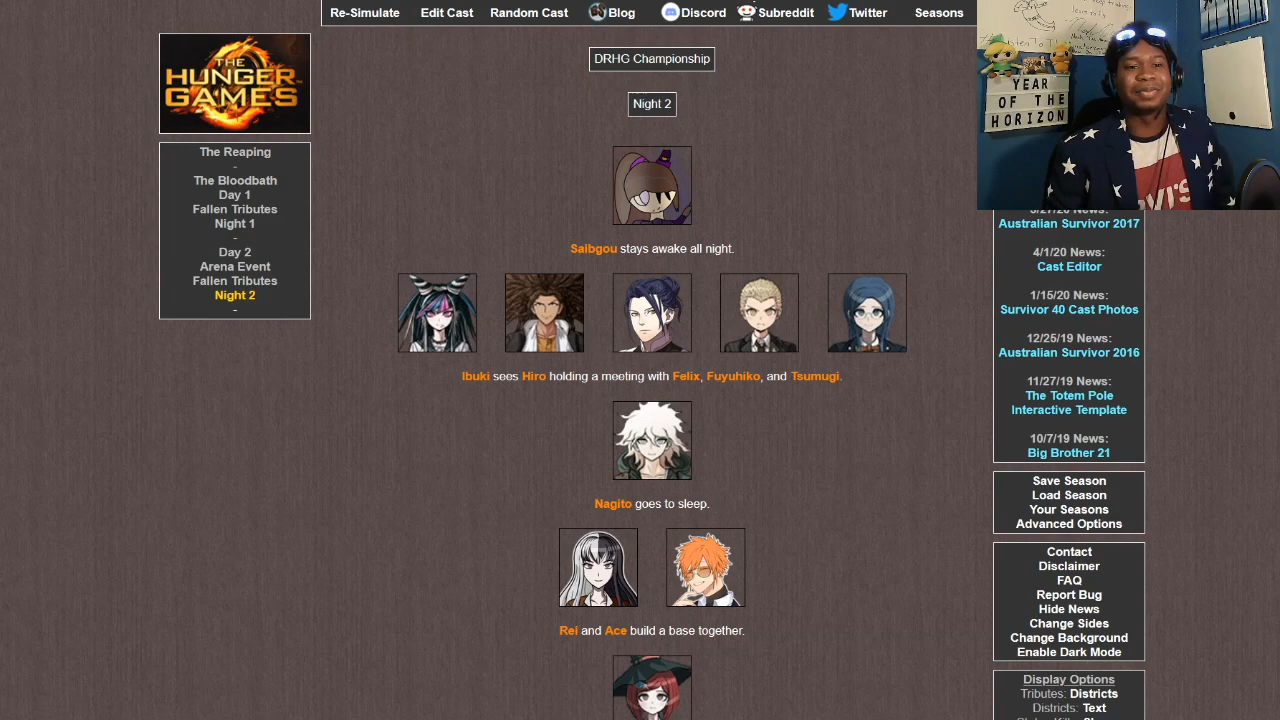 Re-Simulate Edit Cast Random Cast Blog Discord Subreddit Twitter Seasons
THE
HUNGER
GAMES
The Reaping
-
The Bloodbath
Day 1
Fallen Tributes
Night 1
-
Day 2
Arena Event
Fallen Tributes
Night 2
-
DRHG Championship
Night 2
Saibgou stays awake all night.
Ibuki sees Hiro holding a meeting with Felix, Fuyuhiko, and Tsumugi.
Nagito goes to sleep.
Rei and Ace build a base together.
YEAR
OF THE
HORIZON
Australian Survivor 2017
4/1/20 News:
Cast Editor
1/15/20 News:
Survivor 40 Cast Photos
12/25/19 News:
Australian Survivor 2016
11/27/19 News:
The Totem Pole
Interactive Template
10/7/19 News:
Big Brother 21
Save Season
Load Season
Your Seasons
Advanced Options
Contact
Disclaimer
FAQ
Report Bug
Hide News
Change Sides
Change Background
Enable Dark Mode
Display Options
Tributes: Districts
Districts: Text